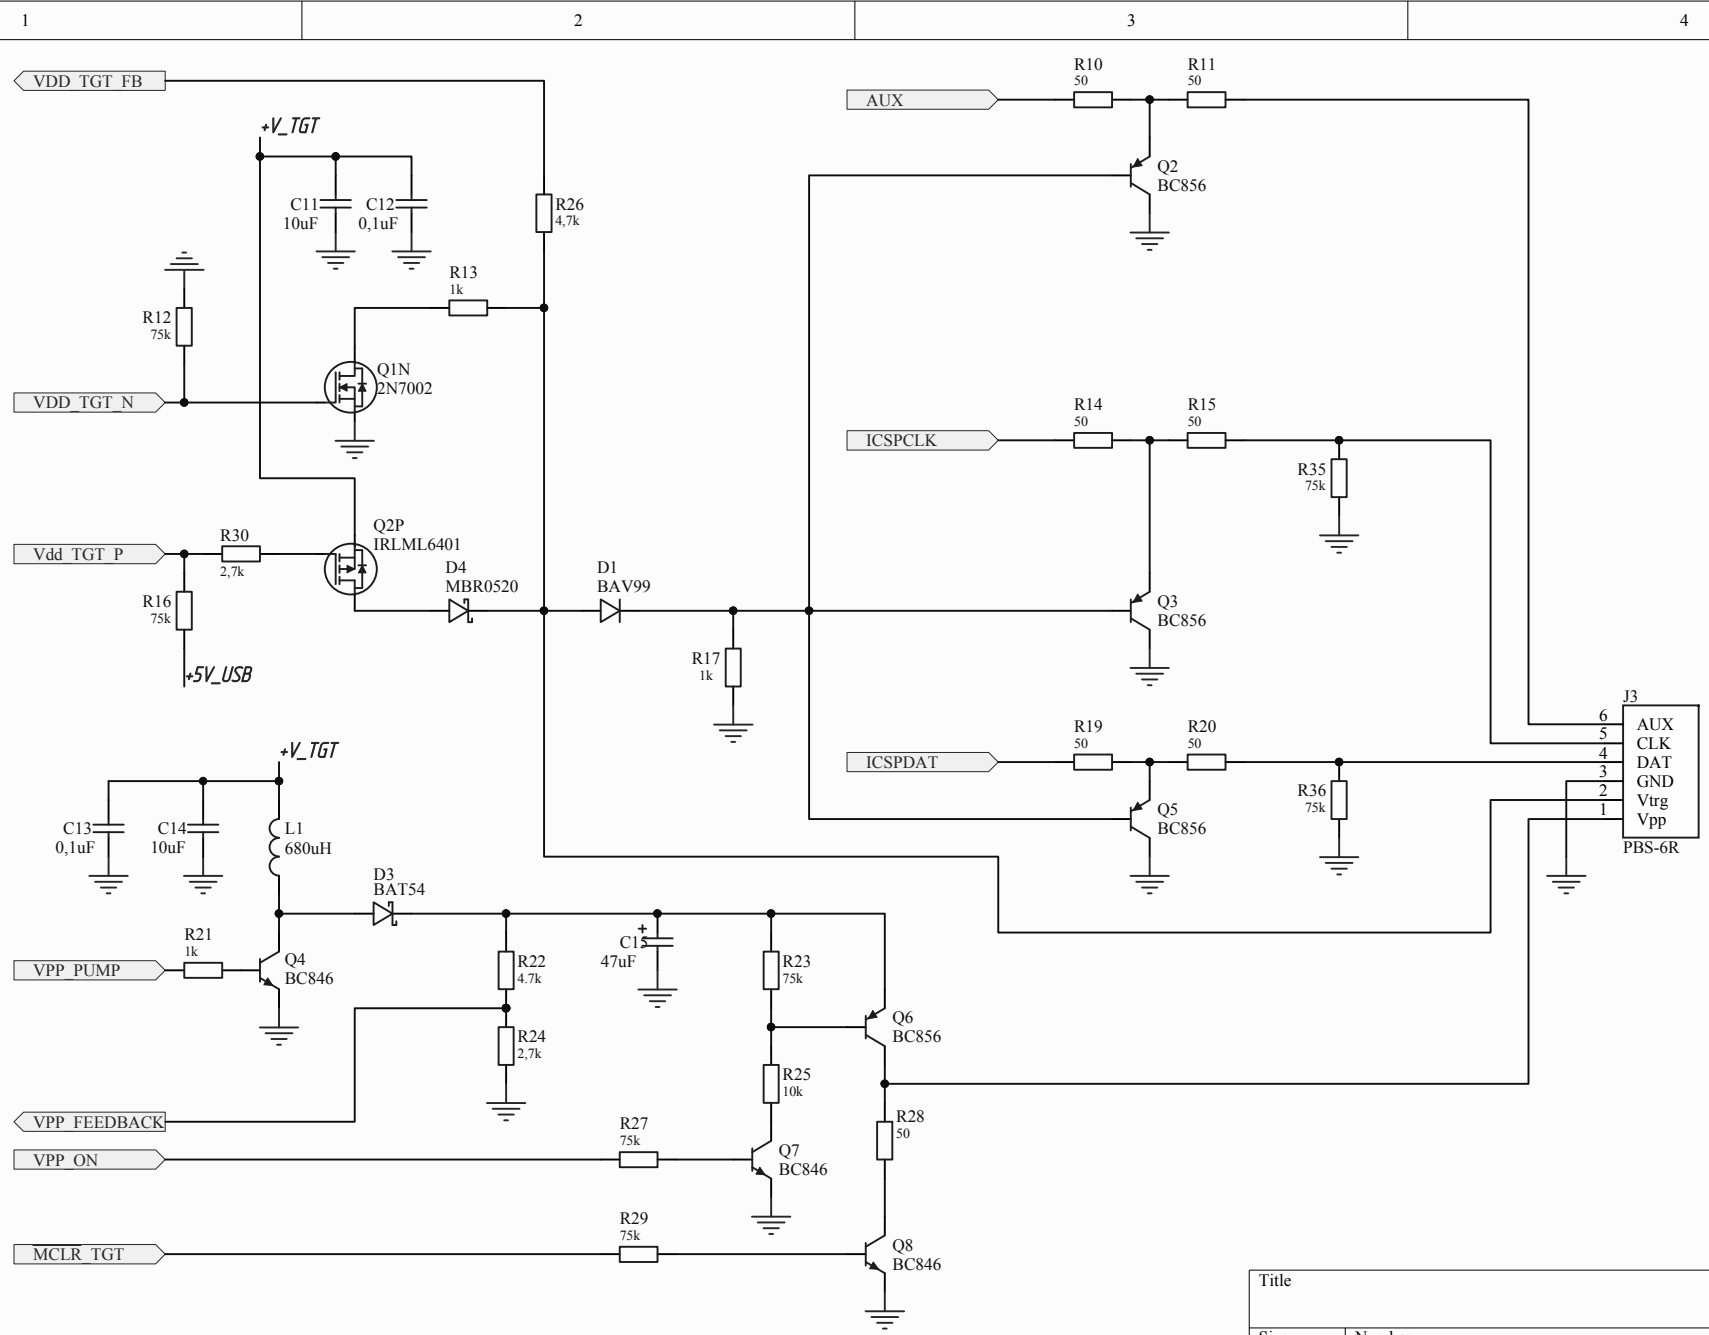 1 2 3 4
VDD_TGT_FB
+V_TGT
C11
10uF
C12
0,1uF
R26
4,7k
R13
1k
R12
75k
Q1N
2N7002
VDD_TGT_N
Vdd_TGT_P
R30
2,7k
Q2P
IRLML6401
R16
75k
+5V_USB
D4
MBR0520
D1
BAV99
R17
1k
AUX
R10
50
R11
50
Q2
BC856
ICSPCLK
R14
50
R15
50
R35
75k
Q3
BC856
ICSPDAT
R19
50
R20
50
R36
75k
Q5
BC856
J3
6 AUX
5 CLK
4 DAT
3 GND
2 Vtrg
1 Vpp
PBS-6R
+V_TGT
C13
0,1uF
C14
10uF
L1
680uH
D3
BAT54
R21
1k
VPP_PUMP
Q4
BC846
R22
4.7k
+
C15
47uF
R23
75k
R24
2,7k
Q6
BC856
R25
10k
VPP_FEEDBACK
R27
75k
VPP_ON
Q7
BC846
R28
50
R29
75k
MCLR_TGT
Q8
BC846
Title